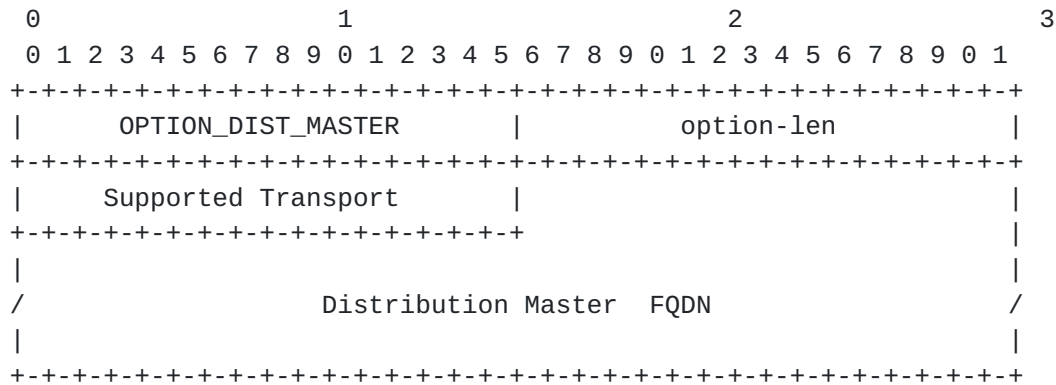 0                   1                   2                   3
0 1 2 3 4 5 6 7 8 9 0 1 2 3 4 5 6 7 8 9 0 1 2 3 4 5 6 7 8 9 0 1
+-+-+-+-+-+-+-+-+-+-+-+-+-+-+-+-+-+-+-+-+-+-+-+-+-+-+-+-+-+-+-+-+
|      OPTION_DIST_MASTER       |          option-len           |
+-+-+-+-+-+-+-+-+-+-+-+-+-+-+-+-+-+-+-+-+-+-+-+-+-+-+-+-+-+-+-+-+
|     Supported Transport       |                               |
+-+-+-+-+-+-+-+-+-+-+-+-+-+-+-+-+                               |
|                                                               |
/                   Distribution Master  FQDN                   /
|                                                               |
+-+-+-+-+-+-+-+-+-+-+-+-+-+-+-+-+-+-+-+-+-+-+-+-+-+-+-+-+-+-+-+-+